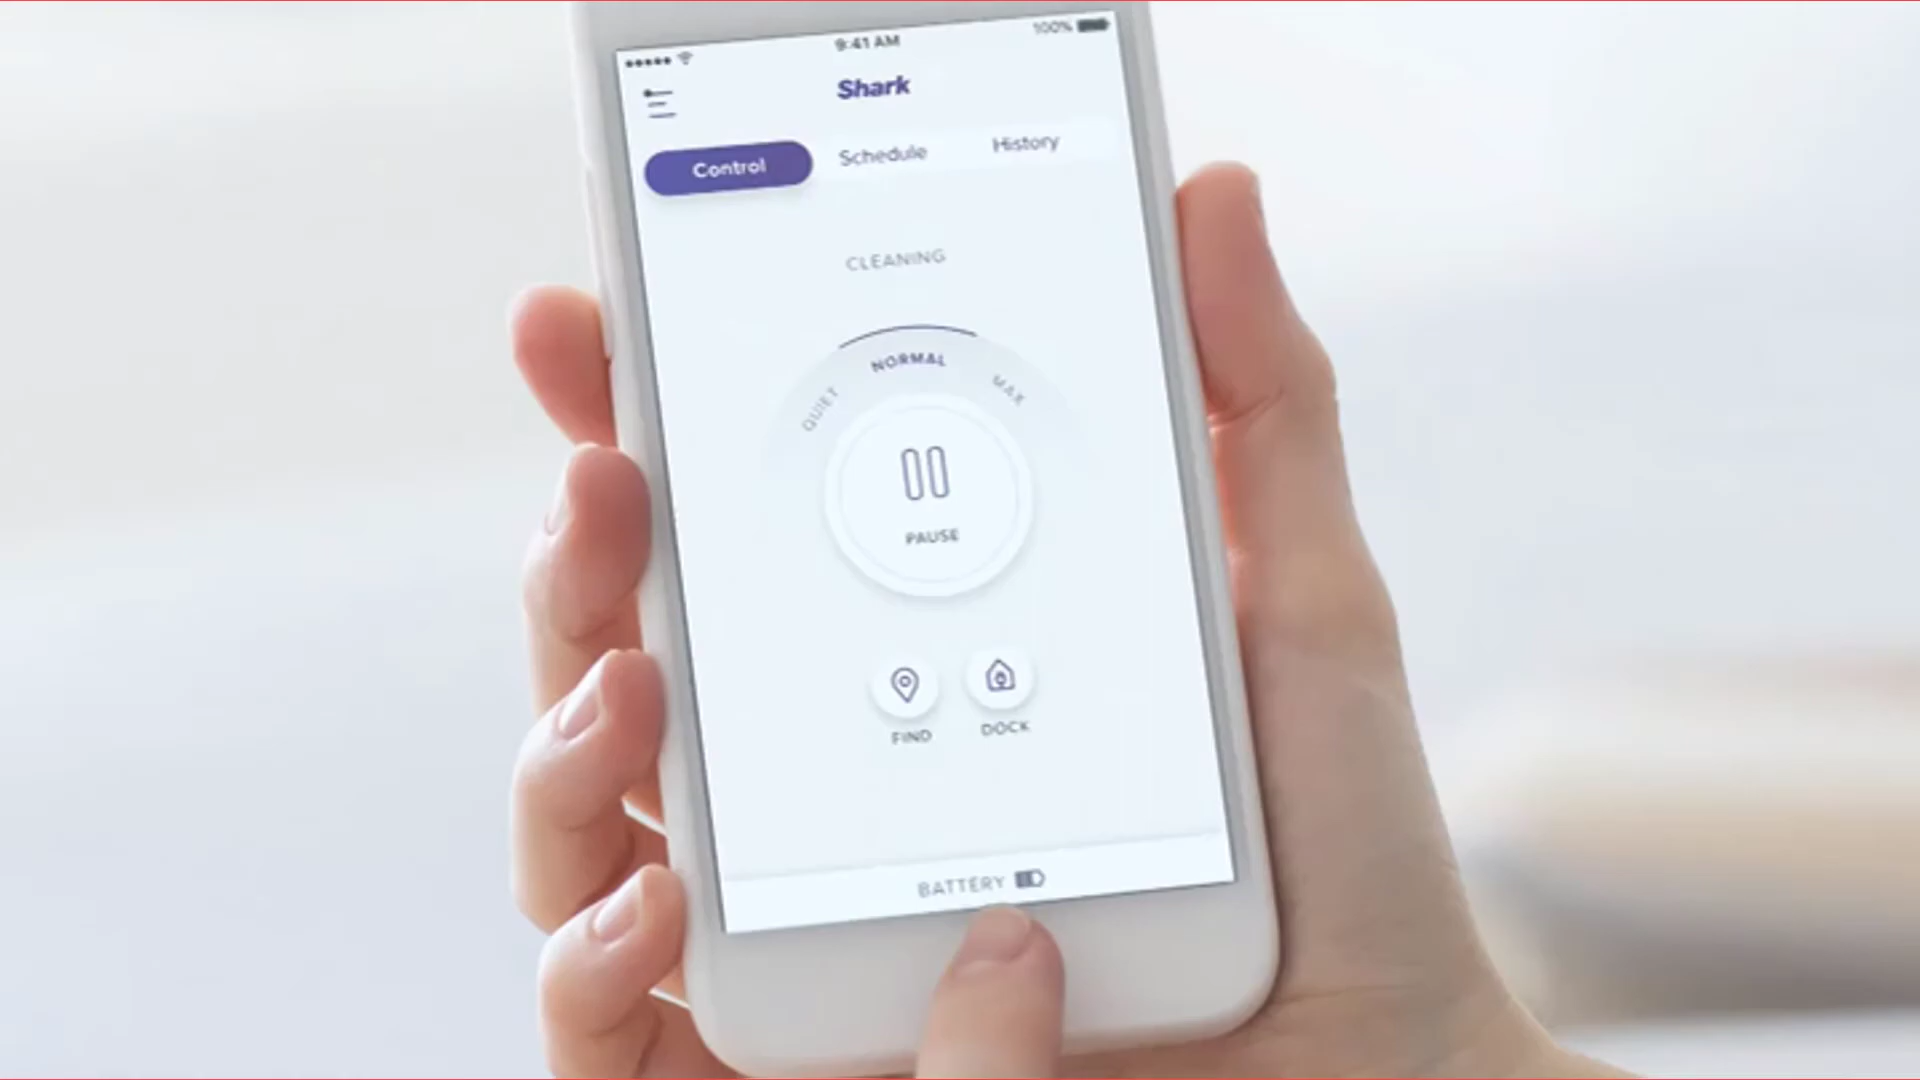 9:41 AM
100%
Shark
Control
Schedule
History
CLEANING
QUIET
NORMAL
MAX
PAUSE
FIND
DOCK
BATTERY